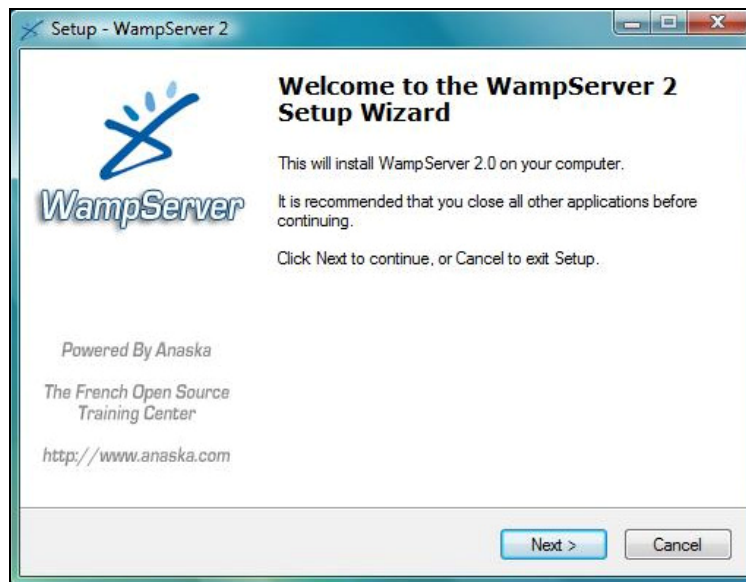 Setup - WampServer 2
Welcome to the WampServer 2
Setup Wizard
This will install WampServer 2.0 on your computer.
It is recommended that you close all other applications before
continuing.
Click Next to continue, or Cancel to exit Setup.
WampServer
Powered By Anaska
The French Open Source
Training Center
http://www.anaska.com
Next >
Cancel